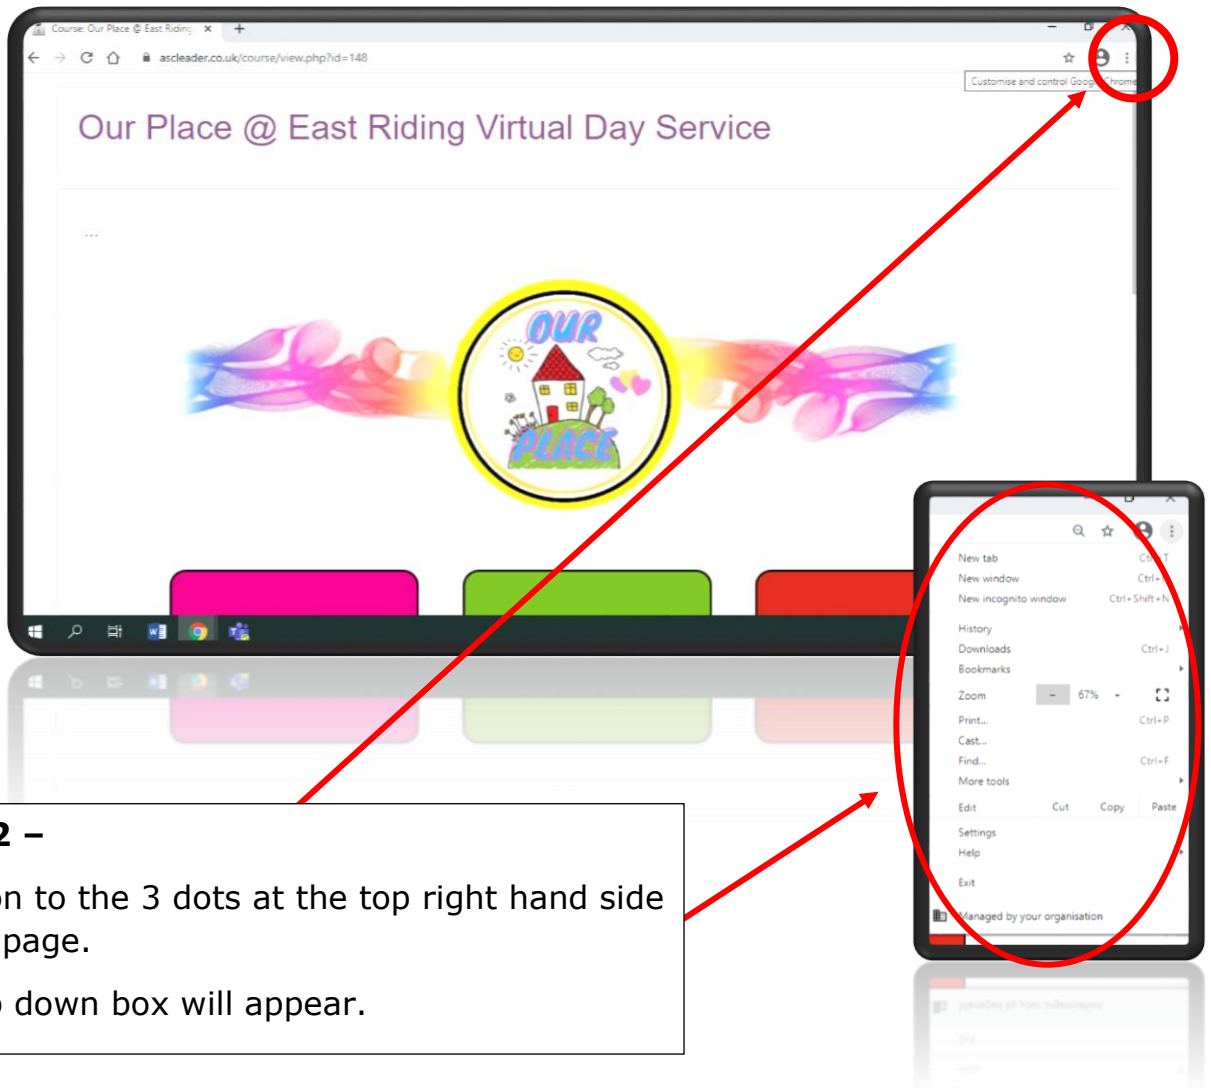 Course: Our Place @ East Riding
ascleader.co.uk/course/view.php?id=148
Customise and control Google Chrome
Our Place @ East Riding Virtual Day Service
...
OUR
PLACE
New tab Ctrl+T
New window Ctrl+
New incognito window Ctrl+Shift+N
History
Downloads Ctrl+J
Bookmarks
Zoom - 67% +
Print... Ctrl+P
Cast...
Find... Ctrl+F
More tools
Edit Cut Copy Paste
Settings
Help
Exit
Managed by your organisation
2 –
on to the 3 dots at the top right hand side
page.
down box will appear.